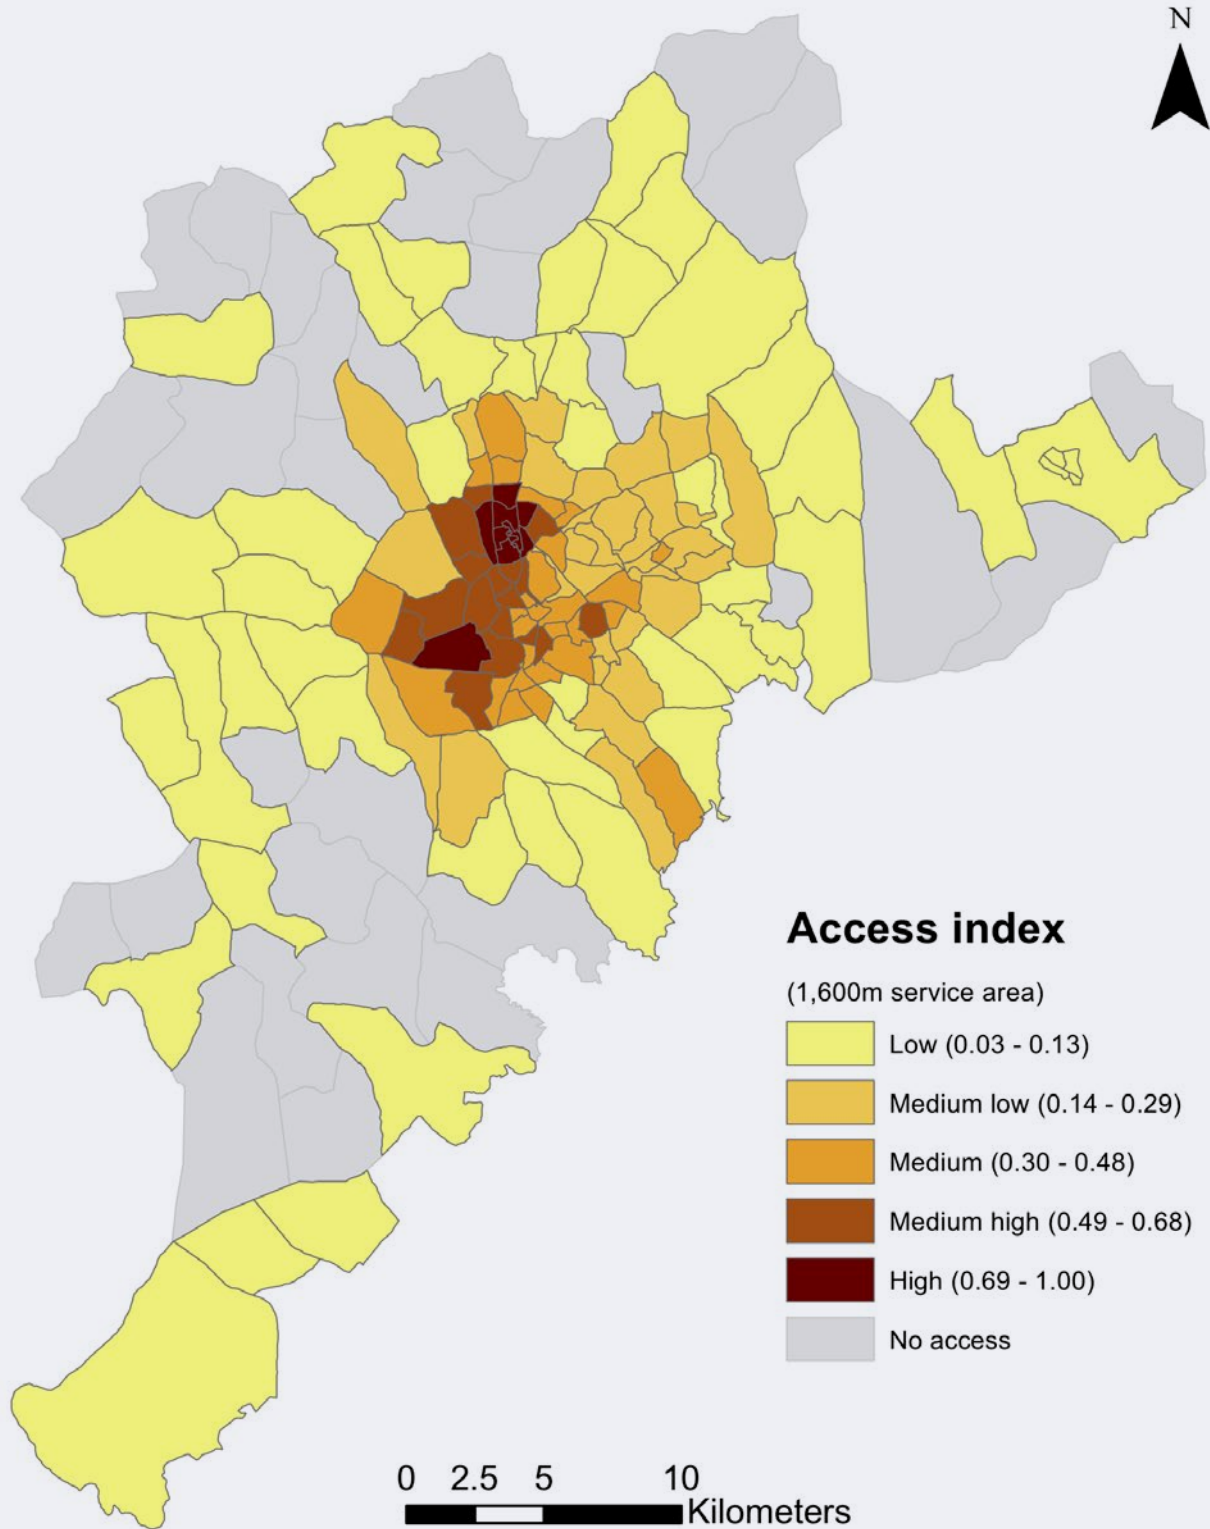 N
Access index
(1,600m service area)
Low (0.03 - 0.13)
Medium low (0.14 - 0.29)
Medium (0.30 - 0.48)
Medium high (0.49 - 0.68)
High (0.69 - 1.00)
No access
0 2.5 5 10
Kilometers